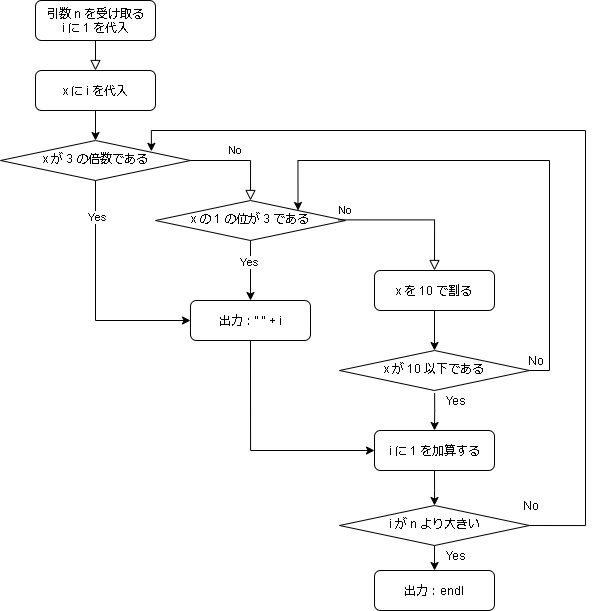 引数 n を受け取る
i に 1 を代入
x に i を代入
x が 3 の倍数である
No
Yes
x の 1 の位が 3 である
No
Yes
x を 10 で割る
出力 : " " + i
x が 10 以下である
No
Yes
i に 1 を加算する
i が n より大きい
No
Yes
出力 : endl